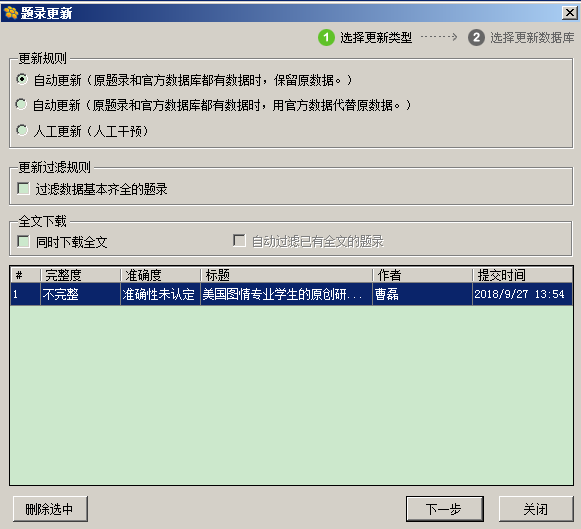 题录更新
1 选择更新类型 2 选择更新数据库
更新规则
自动更新（原题录和官方数据库都有数据时，保留原数据。）
自动更新（原题录和官方数据库都有数据时，用官方数据代替原数据。）
人工更新（人工干预）
更新过滤规则
过滤数据基本齐全的题录
全文下载
同时下载全文 自动过滤已有全文的题录
# 完整度 准确度 标题 作者 提交时间
1 不完整 准确性未认定 美国图情专业学生的原创研... 曹磊 2018/9/27 13:54
删除选中 下一步 关闭